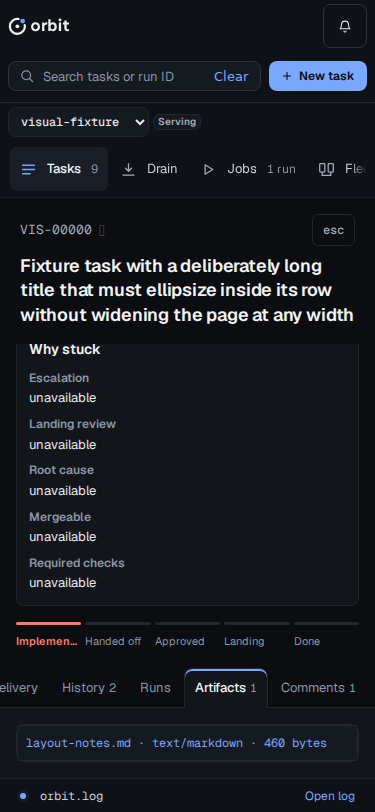 orbit
Search tasks or run ID Clear
+ New task
visual-fixture Serving
Tasks 9 Drain Jobs 1 run Flee
VIS-00000 esc
Fixture task with a deliberately long
title that must ellipsize inside its row
without widening the page at any width
Why stuck
Escalation
unavailable
Landing review
unavailable
Root cause
unavailable
Mergeable
unavailable
Required checks
unavailable
Implemen… Handed off Approved Landing Done
elivery History 2 Runs Artifacts 1 Comments 1
layout-notes.md · text/markdown · 460 bytes
orbit.log Open log